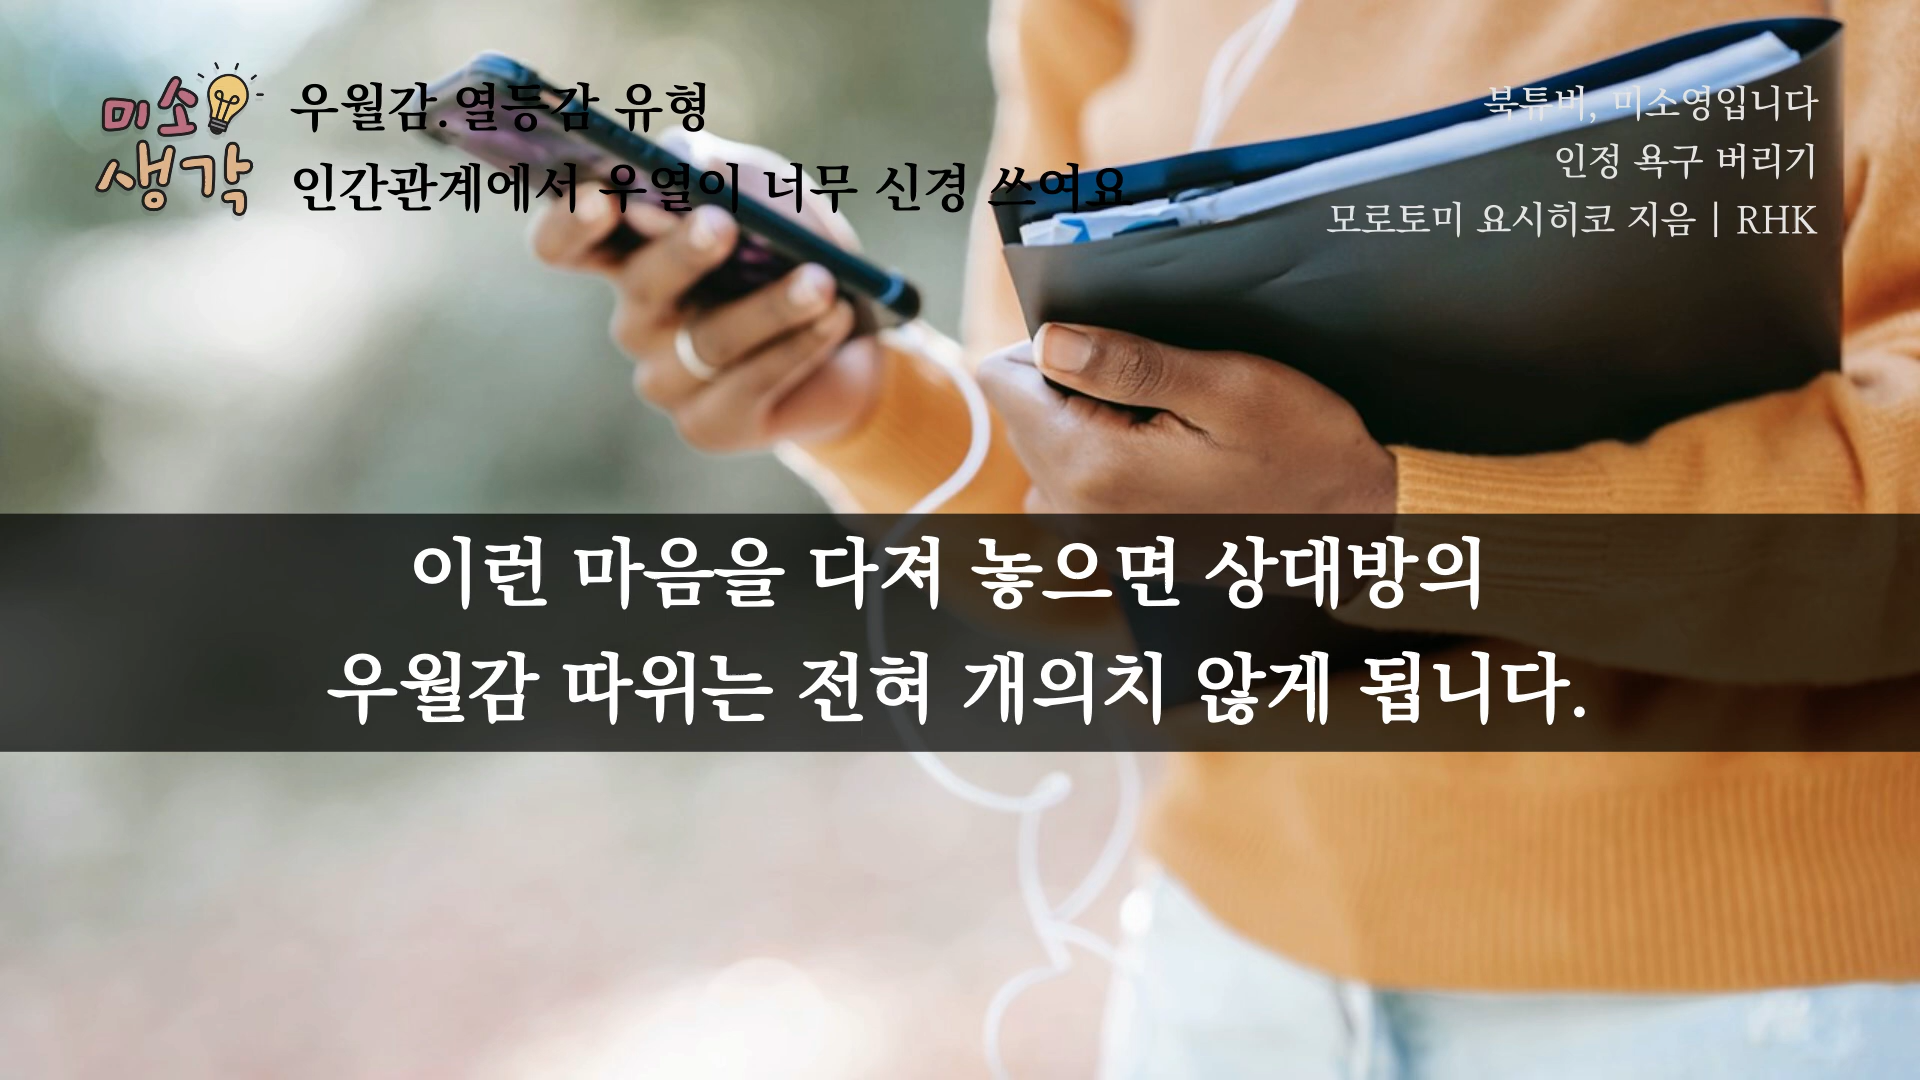 미소
생각
우월감. 열등감 유형
인간관계에서 우열이 너무 신경 쓰여요
북튜버, 미소영입니다
인정 욕구 버리기
모로토미 요시히코 지음 | RHK
이런 마음을 다져 놓으면 상대방의
우월감 따위는 전혀 개의치 않게 됩니다.